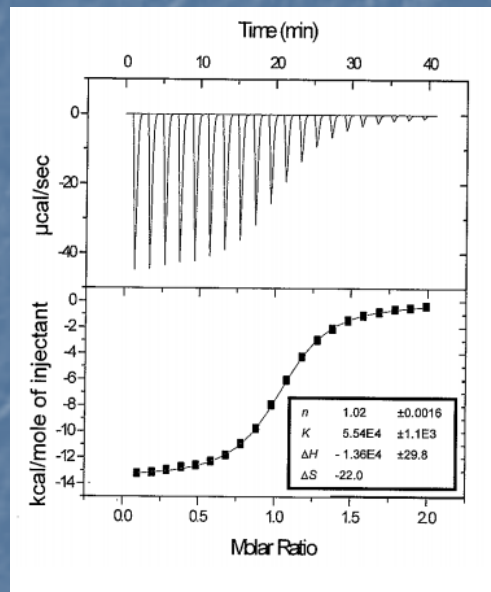 Time (min)
0 10 20 30 40
0
-20
-40
µcal/sec
0
-2
-4
-6
-8
-10
-12
-14
kcal/mole of injectant
n 1.02 ±0.0016
K 5.54E4 ±1.1E3
ΔH - 1.36E4 ±29.8
ΔS -22.0
0.0 0.5 1.0 1.5 2.0
Molar Ratio